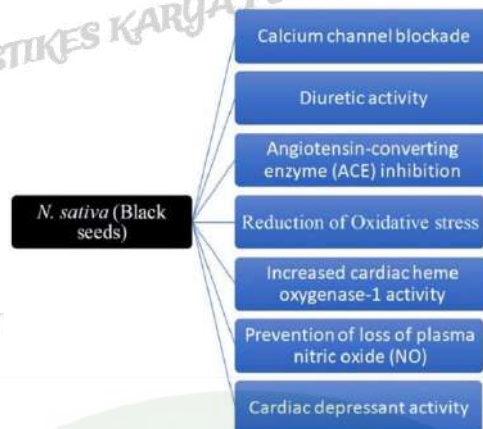 STIKES KARYA
Calcium channel blockade
Diuretic activity
Angiotensin-converting
enzyme (ACE) inhibition
N. sativa (Black
seeds)
Reduction of Oxidative stress
Increased cardiac heme
oxygenase-1 activity
Prevention of loss of plasma
nitric oxide (NO)
Cardiac depressant activity